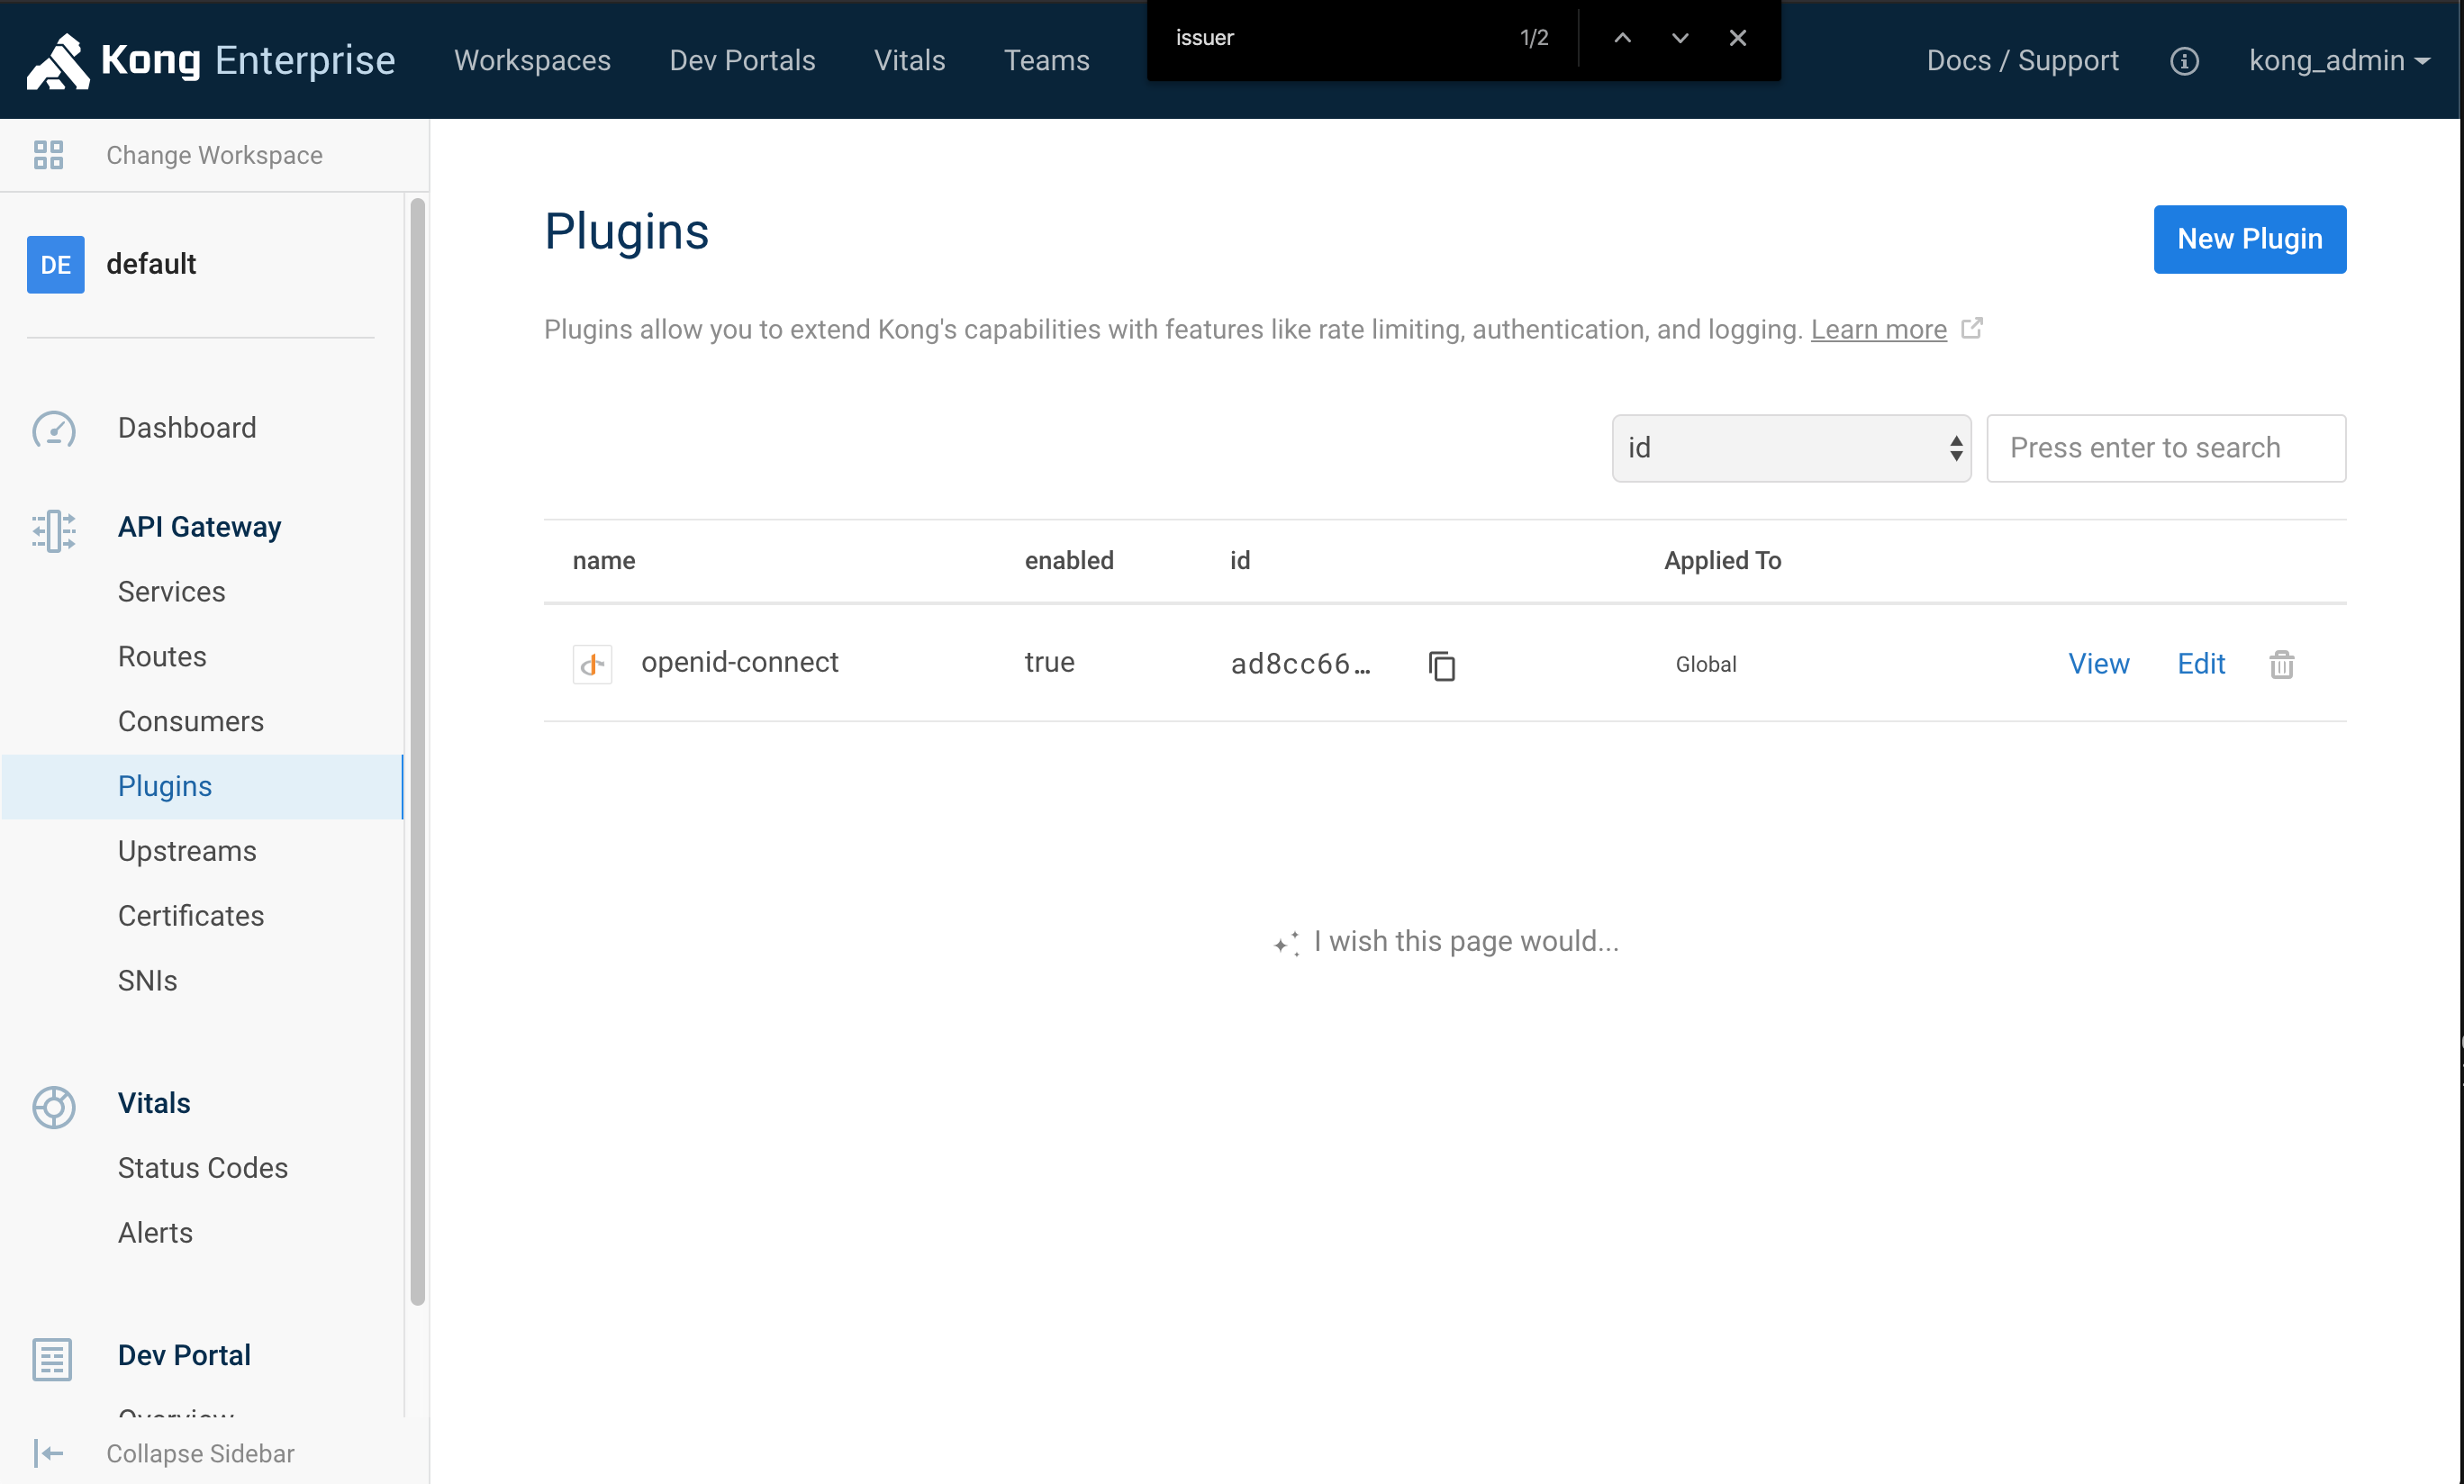 Kong Enterprise
Workspaces
Dev Portals
Vitals
Teams
issuer
1/2
Docs / Support
kong_admin
Change Workspace
DE
default
Dashboard
API Gateway
Services
Routes
Consumers
Plugins
Upstreams
Certificates
SNIs
Vitals
Status Codes
Alerts
Dev Portal
Overview
Collapse Sidebar
Plugins
New Plugin
Plugins allow you to extend Kong's capabilities with features like rate limiting, authentication, and logging. Learn more
id
Press enter to search
name enabled id Applied To
openid-connect true ad8cc66… Global View Edit
I wish this page would...